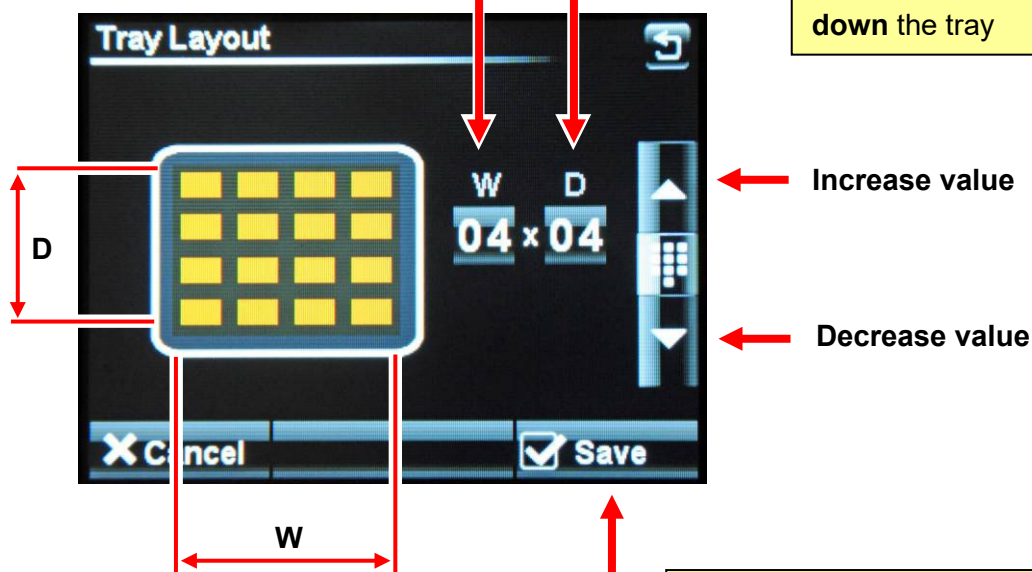 down the tray
Tray Layout
Increase value
W D
04 x 04
D
Decrease value
Cancel
Save
W